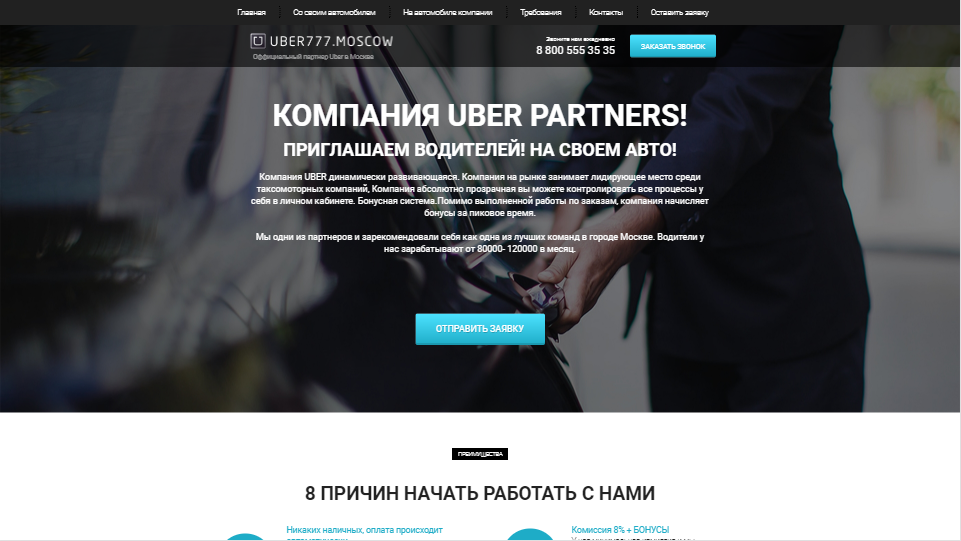 Главная
Со своим автомобилем
На автомобиле компании
Требования
Контакты
Оставить заявку
UBER777.MOSCOW
Оффициальный партнер Uber в Москве
Звоните нам ежедневно
8 800 555 35 35
ЗАКАЗАТЬ ЗВОНОК
КОМПАНИЯ UBER PARTNERS!
ПРИГЛАШАЕМ ВОДИТЕЛЕЙ! НА СВОЕМ АВТО!
Компания UBER динамически развивающаяся. Компания на рынке занимает лидирующее место среди
таксомоторных компаний, Компания абсолютно прозрачная вы можете контролировать все процессы у
себя в личном кабинете. Бонусная система.Помимо выполненной работы по заказам, компания начисляет
бонусы за пиковое время.
Мы одни из партнеров и зарекомендовали себя как одна из лучших команд в городе Москве. Водители у
нас зарабатывают от 80000- 120000 в месяц.
ОТПРАВИТЬ ЗАЯВКУ
ПРЕИМУЩЕСТВА
8 ПРИЧИН НАЧАТЬ РАБОТАТЬ С НАМИ
Никаких наличных, оплата происходит
Комиссия 8% + БОНУСЫ